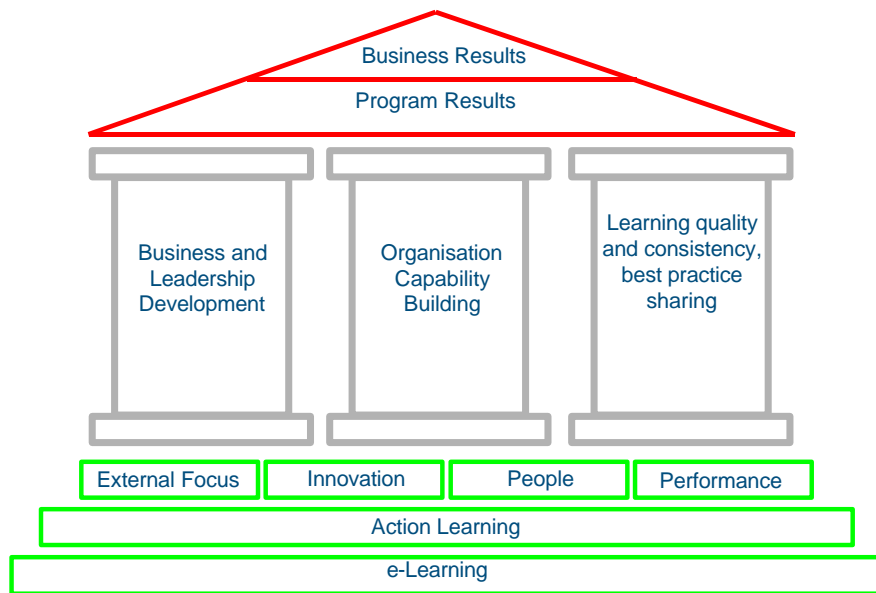 Business Results
Program Results
Business and
Leadership
Development
Organisation
Capability
Building
Learning quality
and consistency,
best practice
sharing
External Focus
Innovation
People
Performance
Action Learning
e-Learning